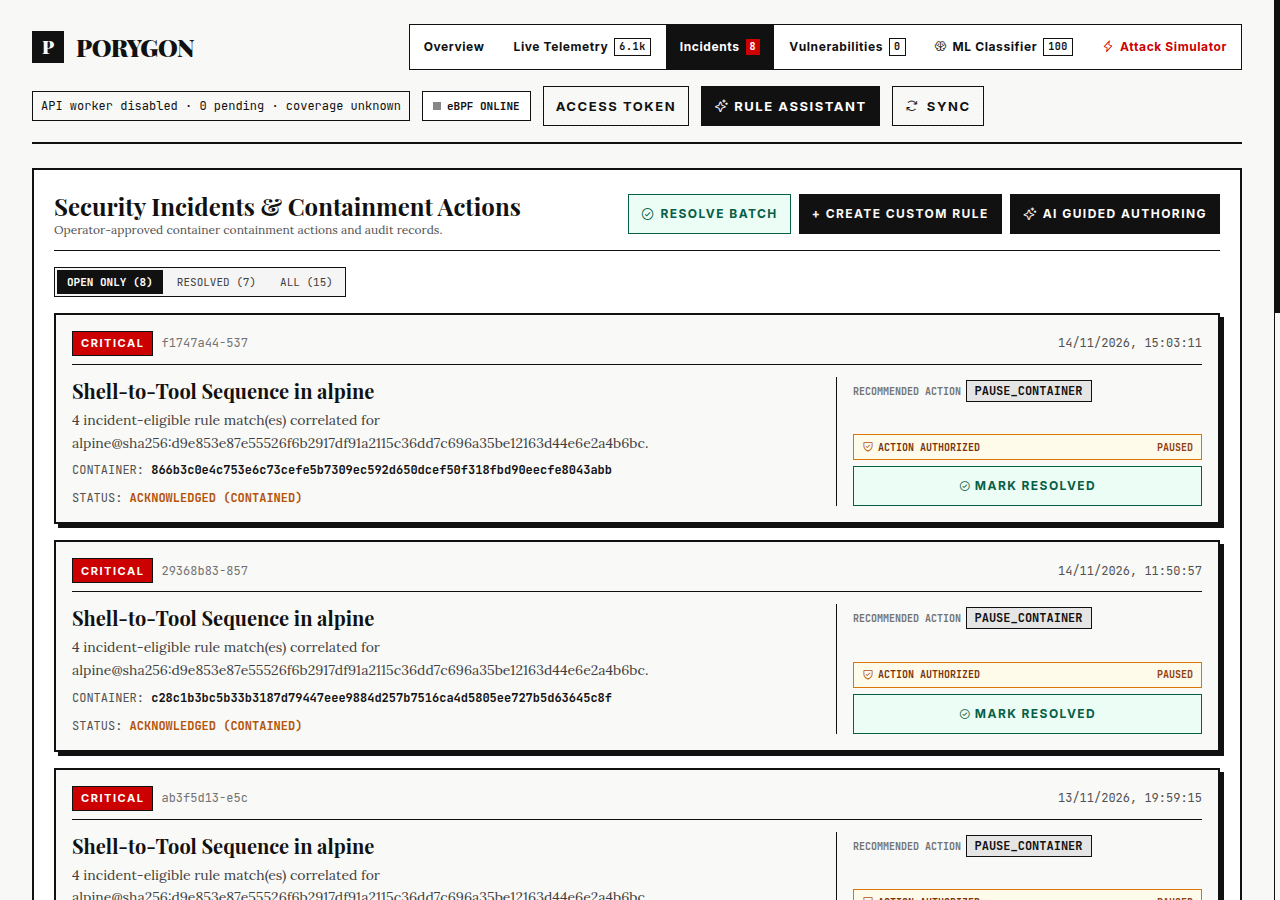 P PORYGON
Overview Live Telemetry 6.1k Incidents 8 Vulnerabilities 0 ML Classifier 100 Attack Simulator
API worker disabled · 0 pending · coverage unknown eBPF ONLINE ACCESS TOKEN RULE ASSISTANT SYNC
Security Incidents & Containment Actions
Operator-approved container containment actions and audit records.
RESOLVE BATCH + CREATE CUSTOM RULE AI GUIDED AUTHORING
OPEN ONLY (8) RESOLVED (7) ALL (15)
CRITICAL f1747a44-537 14/11/2026, 15:03:11
Shell-to-Tool Sequence in alpine
4 incident-eligible rule match(es) correlated for
alpine@sha256:d9e853e87e55526f6b2917df91a2115c36dd7c696a35be12163d44e6e2a4b6bc.
CONTAINER: 866b3c0e4c753e6c73cefe5b7309ec592d650dcef50f318fbd90eecfe8043abb
STATUS: ACKNOWLEDGED (CONTAINED)
RECOMMENDED ACTION PAUSE_CONTAINER
ACTION AUTHORIZED PAUSED
MARK RESOLVED
CRITICAL 29368b83-857 14/11/2026, 11:50:57
Shell-to-Tool Sequence in alpine
4 incident-eligible rule match(es) correlated for
alpine@sha256:d9e853e87e55526f6b2917df91a2115c36dd7c696a35be12163d44e6e2a4b6bc.
CONTAINER: c28c1b3bc5b33b3187d79447eee9884d257b7516ca4d5805ee727b5d63645c8f
STATUS: ACKNOWLEDGED (CONTAINED)
RECOMMENDED ACTION PAUSE_CONTAINER
ACTION AUTHORIZED PAUSED
MARK RESOLVED
CRITICAL ab3f5d13-e5c 13/11/2026, 19:59:15
Shell-to-Tool Sequence in alpine
4 incident-eligible rule match(es) correlated for
alpine@sha256:d9e853e87e55526f6b2917df91a2115c36dd7c696a35be12163d44e6e2a4b6bc.
RECOMMENDED ACTION PAUSE_CONTAINER
ACTION AUTHORIZED PAUSED